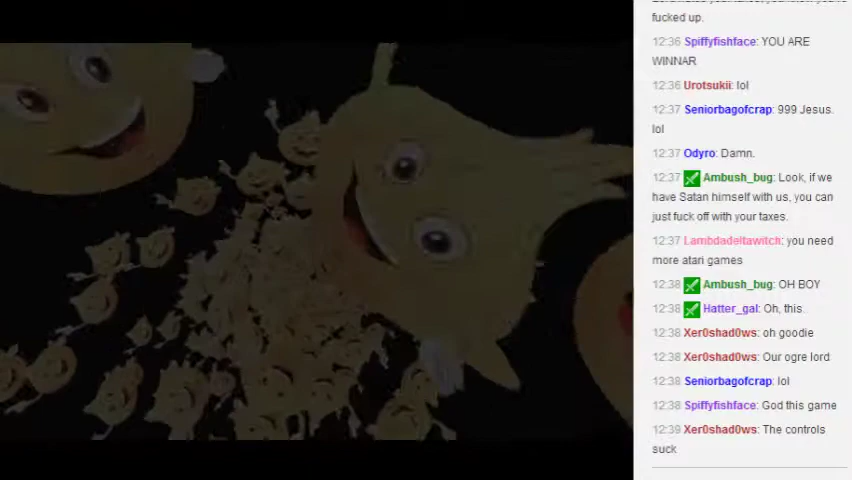 fucked up.
12:36 Spiffyfishface: YOU ARE
WINNAR
12:36 Urotsukii: lol
12:37 Seniorbagofcrap: 999 Jesus.
lol
12:37 Odyro: Damn.
12:37 Ambush_bug: Look, if we
have Satan himself with us, you can
just fuck off with your taxes.
12:37 Lambdadeltawitch: you need
more atari games
12:38 Ambush_bug: OH BOY
12:38 Hatter_gal: Oh, this.
12:38 Xer0shad0ws: oh goodie
12:38 Xer0shad0ws: Our ogre lord
12:38 Seniorbagofcrap: lol
12:38 Spiffyfishface: God this game
12:39 Xer0shad0ws: The controls
suck